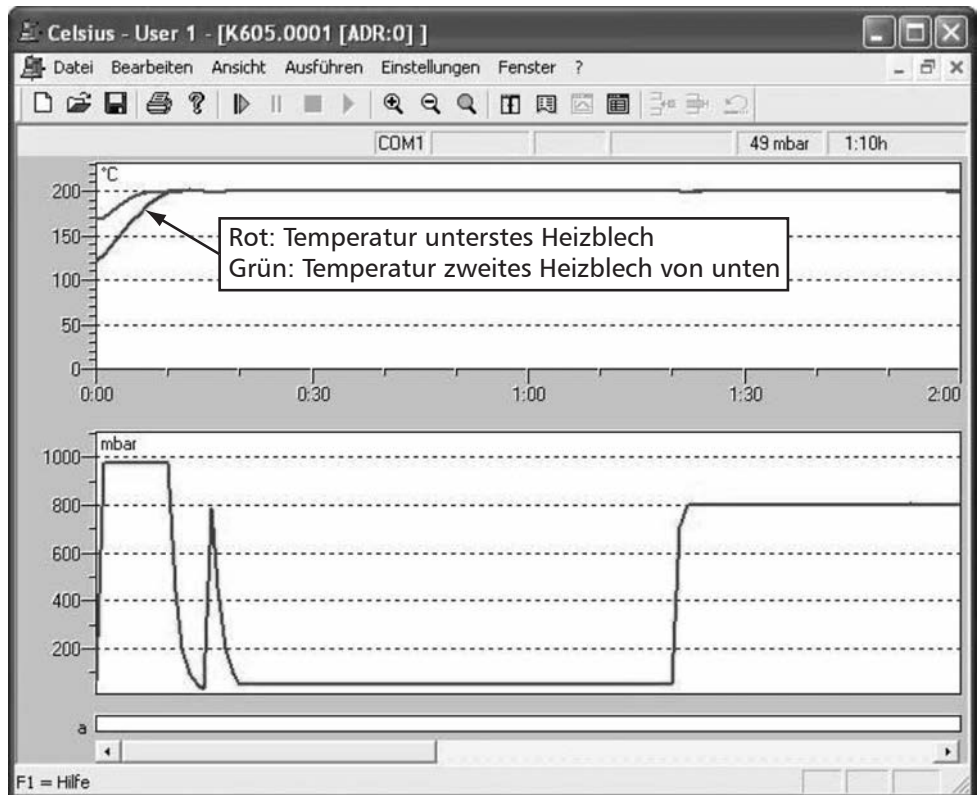 Celsius - User 1 - [K605.0001 [ADR:0] ]
Datei Bearbeiten Ansicht Ausführen Einstellungen Fenster ?
COM1 49 mbar 1:10h
°C
200
150
100
50
0
Rot: Temperatur unterstes Heizblech
Grün: Temperatur zweites Heizblech von unten
0:00 0:30 1:00 1:30 2:00
mbar
1000
800
600
400
200
a
F1 = Hilfe